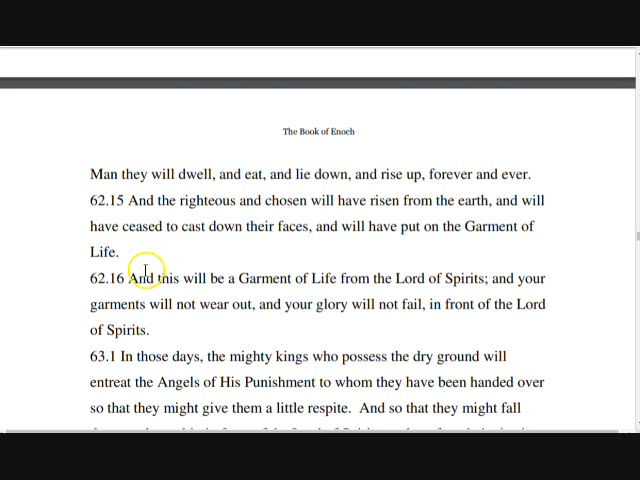 The Book of Enoch
Man they will dwell, and eat, and lie down, and rise up, forever and ever.
62.15 And the righteous and chosen will have risen from the earth, and will
have ceased to cast down their faces, and will have put on the Garment of
Life.
62.16 And this will be a Garment of Life from the Lord of Spirits; and your
garments will not wear out, and your glory will not fail, in front of the Lord
of Spirits.
63.1 In those days, the mighty kings who possess the dry ground will
entreat the Angels of His Punishment to whom they have been handed over
so that they might give them a little respite. And so that they might fall